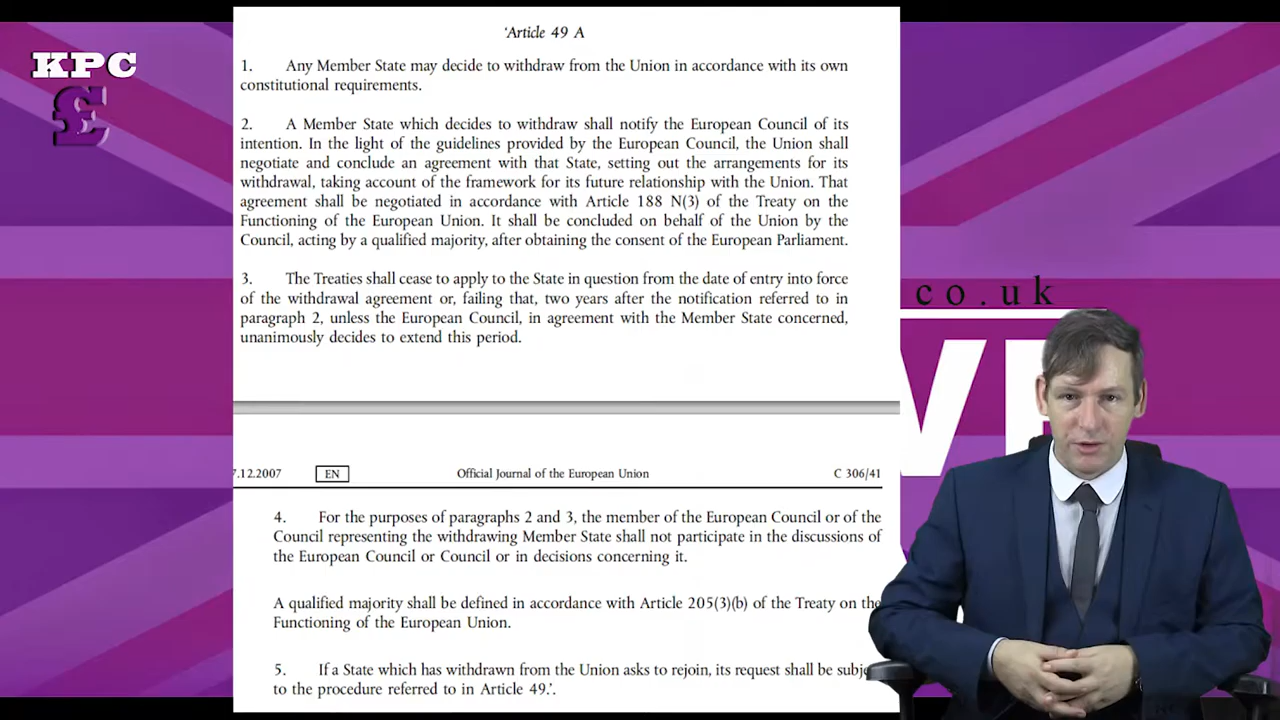 KPC
£
'Article 49 A
1. Any Member State may decide to withdraw from the Union in accordance with its own
constitutional requirements.
2. A Member State which decides to withdraw shall notify the European Council of its
intention. In the light of the guidelines provided by the European Council, the Union shall
negotiate and conclude an agreement with that State, setting out the arrangements for its
withdrawal, taking account of the framework for its future relationship with the Union. That
agreement shall be negotiated in accordance with Article 188 N(3) of the Treaty on the
Functioning of the European Union. It shall be concluded on behalf of the Union by the
Council, acting by a qualified majority, after obtaining the consent of the European Parliament.
3. The Treaties shall cease to apply to the State in question from the date of entry into force
of the withdrawal agreement or, failing that, two years after the notification referred to in
paragraph 2, unless the European Council, in agreement with the Member State concerned,
unanimously decides to extend this period.
7.12.2007 EN Official Journal of the European Union C 306/41
4. For the purposes of paragraphs 2 and 3, the member of the European Council or of the
Council representing the withdrawing Member State shall not participate in the discussions of
the European Council or Council or in decisions concerning it.
A qualified majority shall be defined in accordance with Article 205(3)(b) of the Treaty on the
Functioning of the European Union.
5. If a State which has withdrawn from the Union asks to rejoin, its request shall be
to the procedure referred to in Article 49.'.
co.uk